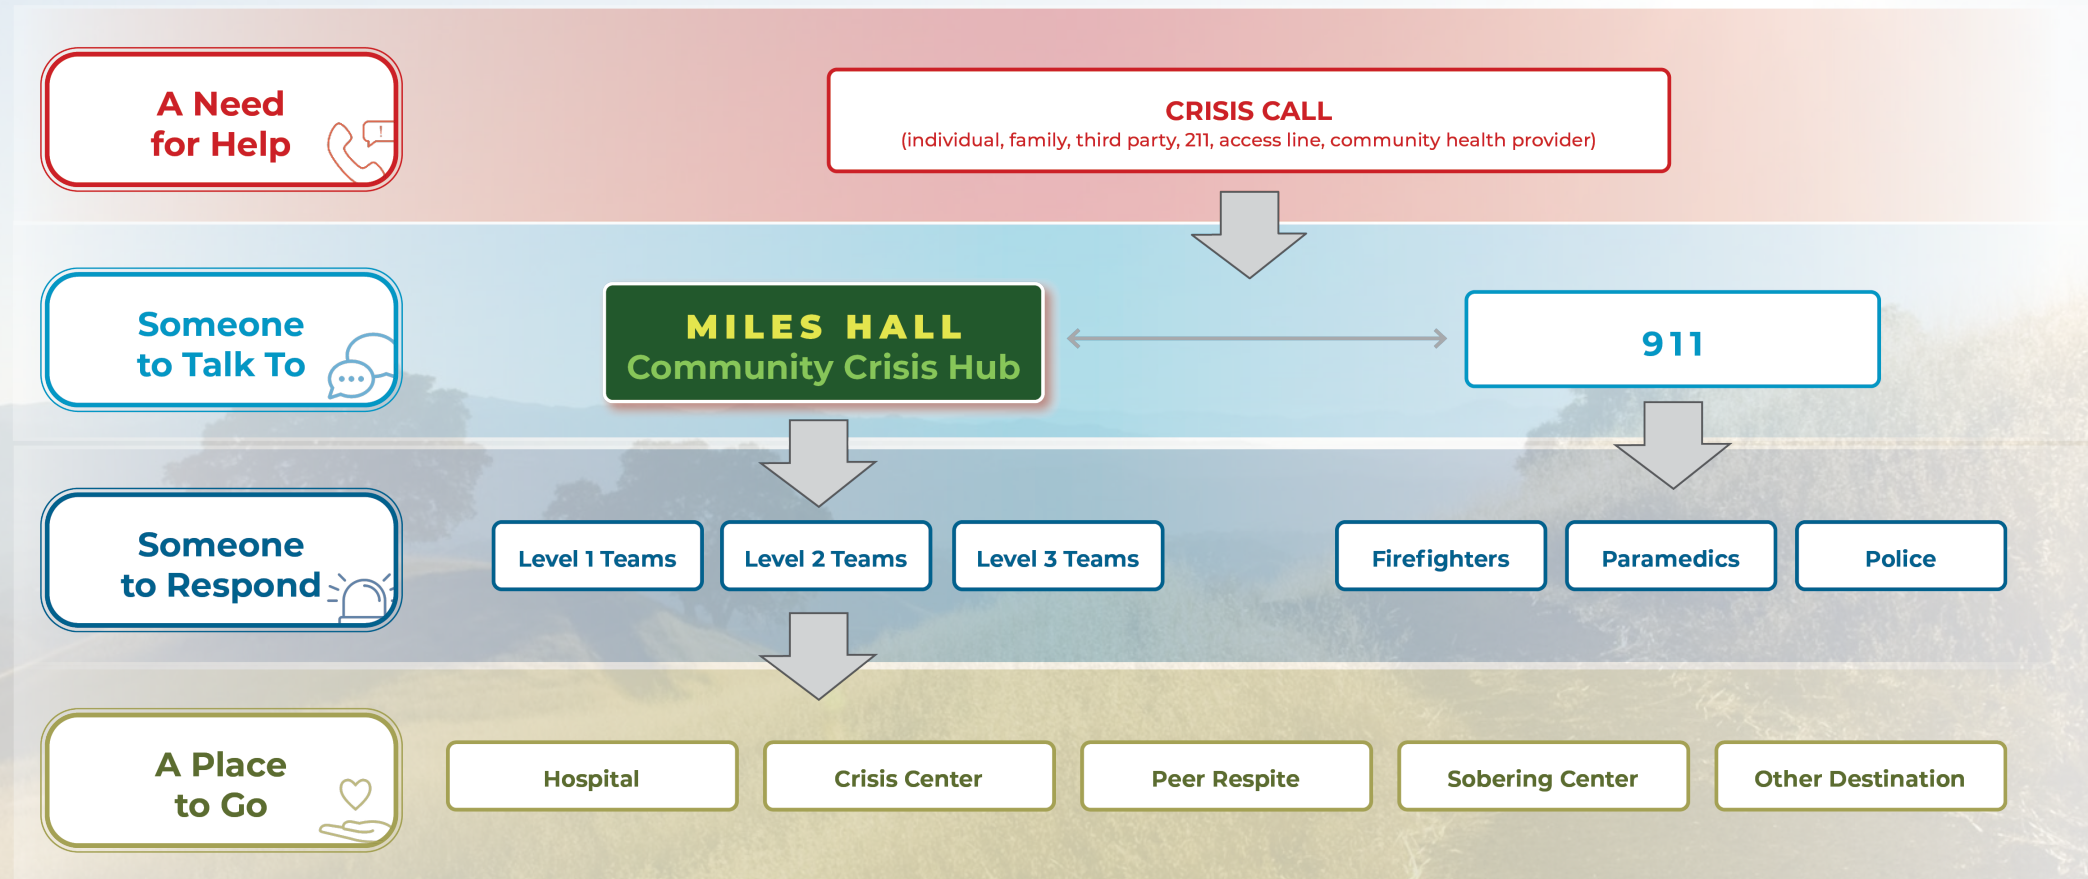 A Need
for Help
!
CRISIS CALL
(individual, family, third party, 211, access line, community health provider)
Someone
to Talk To
MILES HALL
Community Crisis Hub
911
Someone
to Respond
Level 1 Teams
Level 2 Teams
Level 3 Teams
Firefighters
Paramedics
Police
A Place
to Go
Hospital
Crisis Center
Peer Respite
Sobering Center
Other Destination